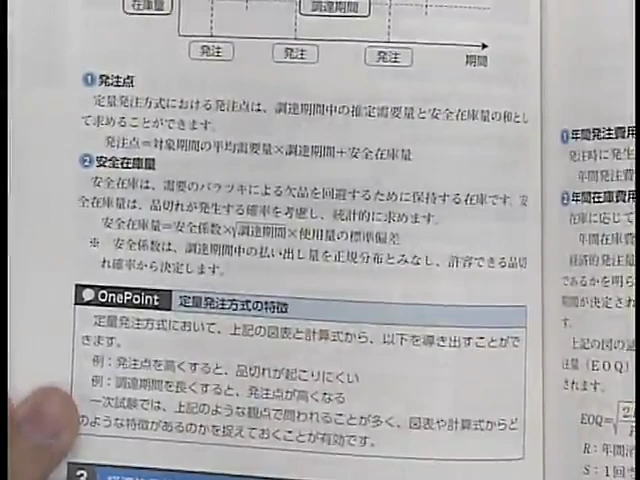 在庫量
調達期間
発注
発注
発注
期間
1 発注点
定量発注方式における発注点は、調達期間中の推定需要量と安全在庫量の和とし
て求めることができます。
発注点=対象期間の平均需要量×調達期間+安全在庫量
2 安全在庫量
安全在庫は、需要のバラツキによる欠品を回避するために保持する在庫です。安
全在庫量は、品切れが発生する確率を考慮し、統計的に求めます。
安全在庫量=安全係数×√調達期間×使用量の標準偏差
※ 安全係数は、調達期間中の払い出し量を正規分布とみなし、許容できる品切
れ確率から決定します。
OnePoint 定量発注方式の特徴
定量発注方式において、上記の図表と計算式から、以下を導き出すことがで
きます。
例:発注点を高くすると、品切れが起こりにくい
例:調達期間を長くすると、発注点が高くなる
一次試験では、上記のような観点で問われることが多く、図表や計算式からど
のような特徴があるのかを捉えておくことが有効です。
3
1 年間発注費用
発注時に発生
年間発注費
2 年間在庫費用
在庫に応じて
年間在庫費
経済的発注量
であるかを明ら
期間が決定され
す。
上記の図の
注量(EOQ)
されます。
EOQ=√2
R:年間
S:1回